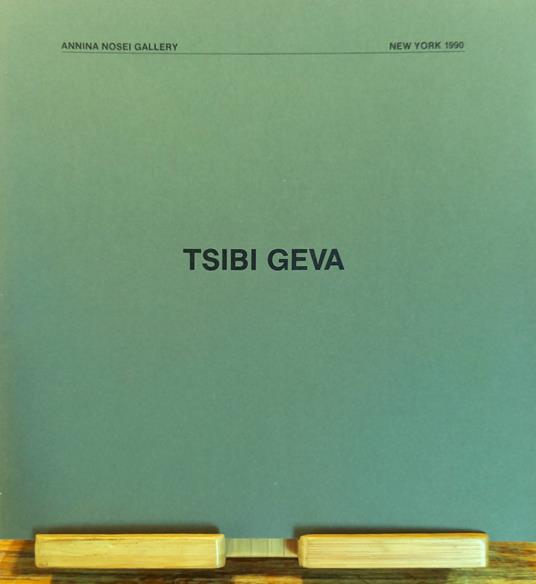 ANNINA NOSEI GALLERY NEW YORK 1990
TSIBI GEVA